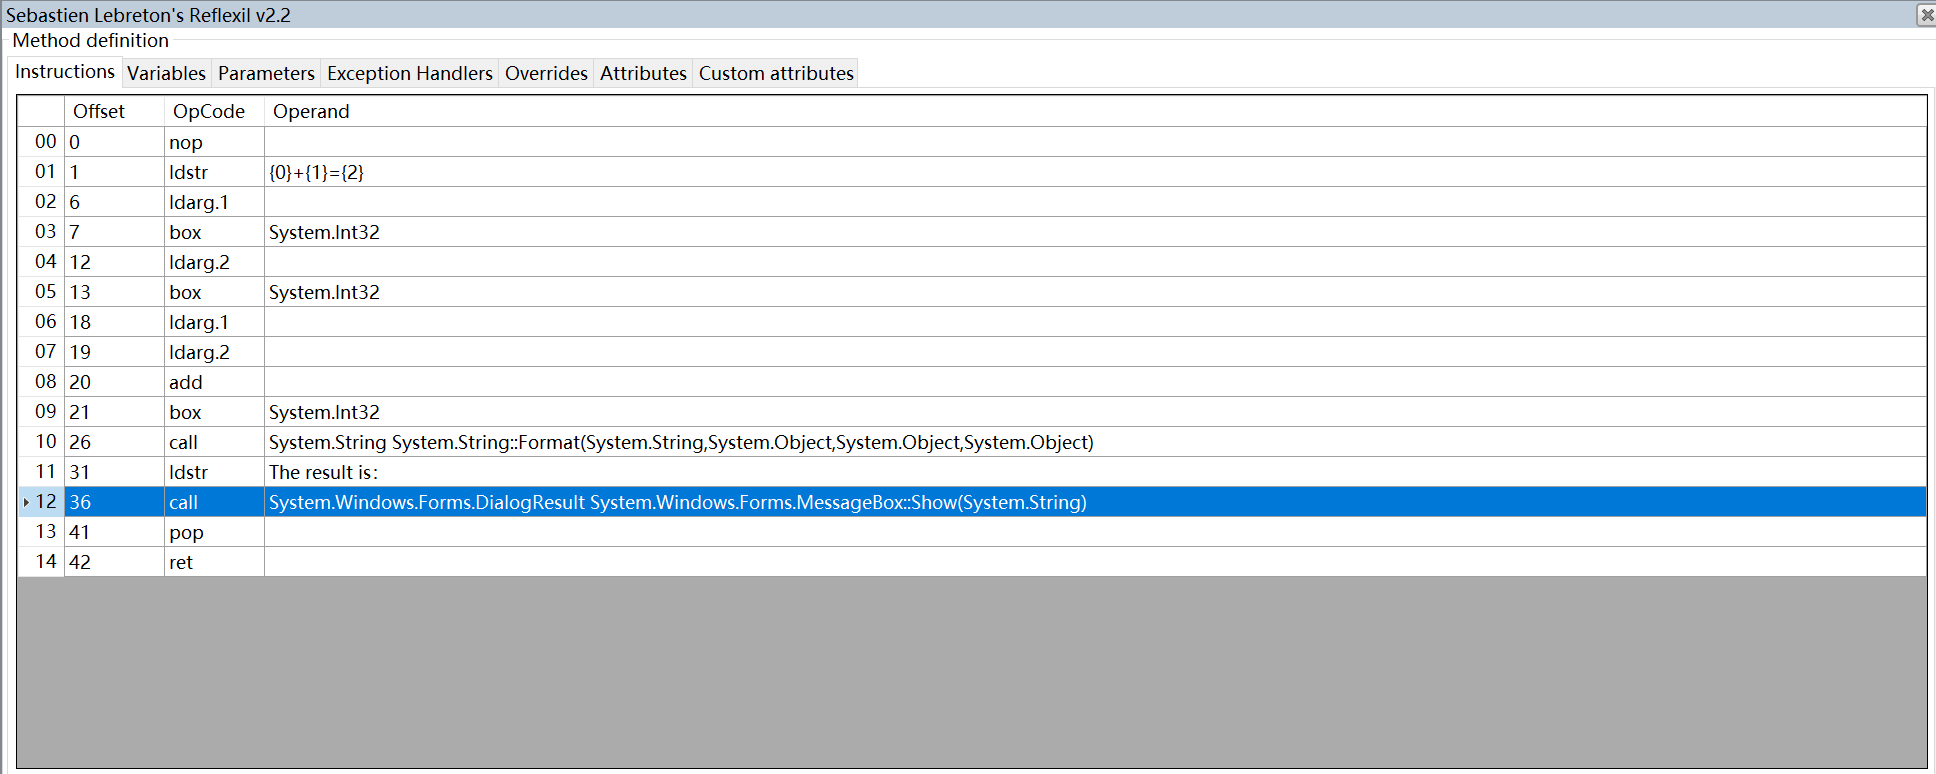 Sebastien Lebreton's Reflexil v2.2
Method definition
Instructions Variables Parameters Exception Handlers Overrides Attributes Custom attributes
Offset OpCode Operand
00 0 nop
01 1 ldstr {0}+{1}={2}
02 6 ldarg.1
03 7 box System.Int32
04 12 ldarg.2
05 13 box System.Int32
06 18 ldarg.1
07 19 ldarg.2
08 20 add
09 21 box System.Int32
10 26 call System.String System.String::Format(System.String,System.Object,System.Object,System.Object)
11 31 ldstr The result is：
12 36 call System.Windows.Forms.DialogResult System.Windows.Forms.MessageBox::Show(System.String)
13 41 pop
14 42 ret